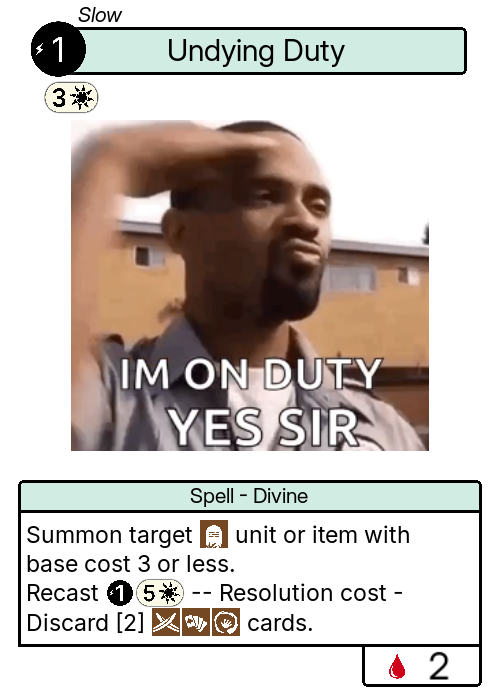 Slow
1 Undying Duty
3
IM ON DUTY
YES SIR
Spell - Divine
Summon target unit or item with
base cost 3 or less.
Recast 1 5 -- Resolution cost -
Discard [2] cards.
2